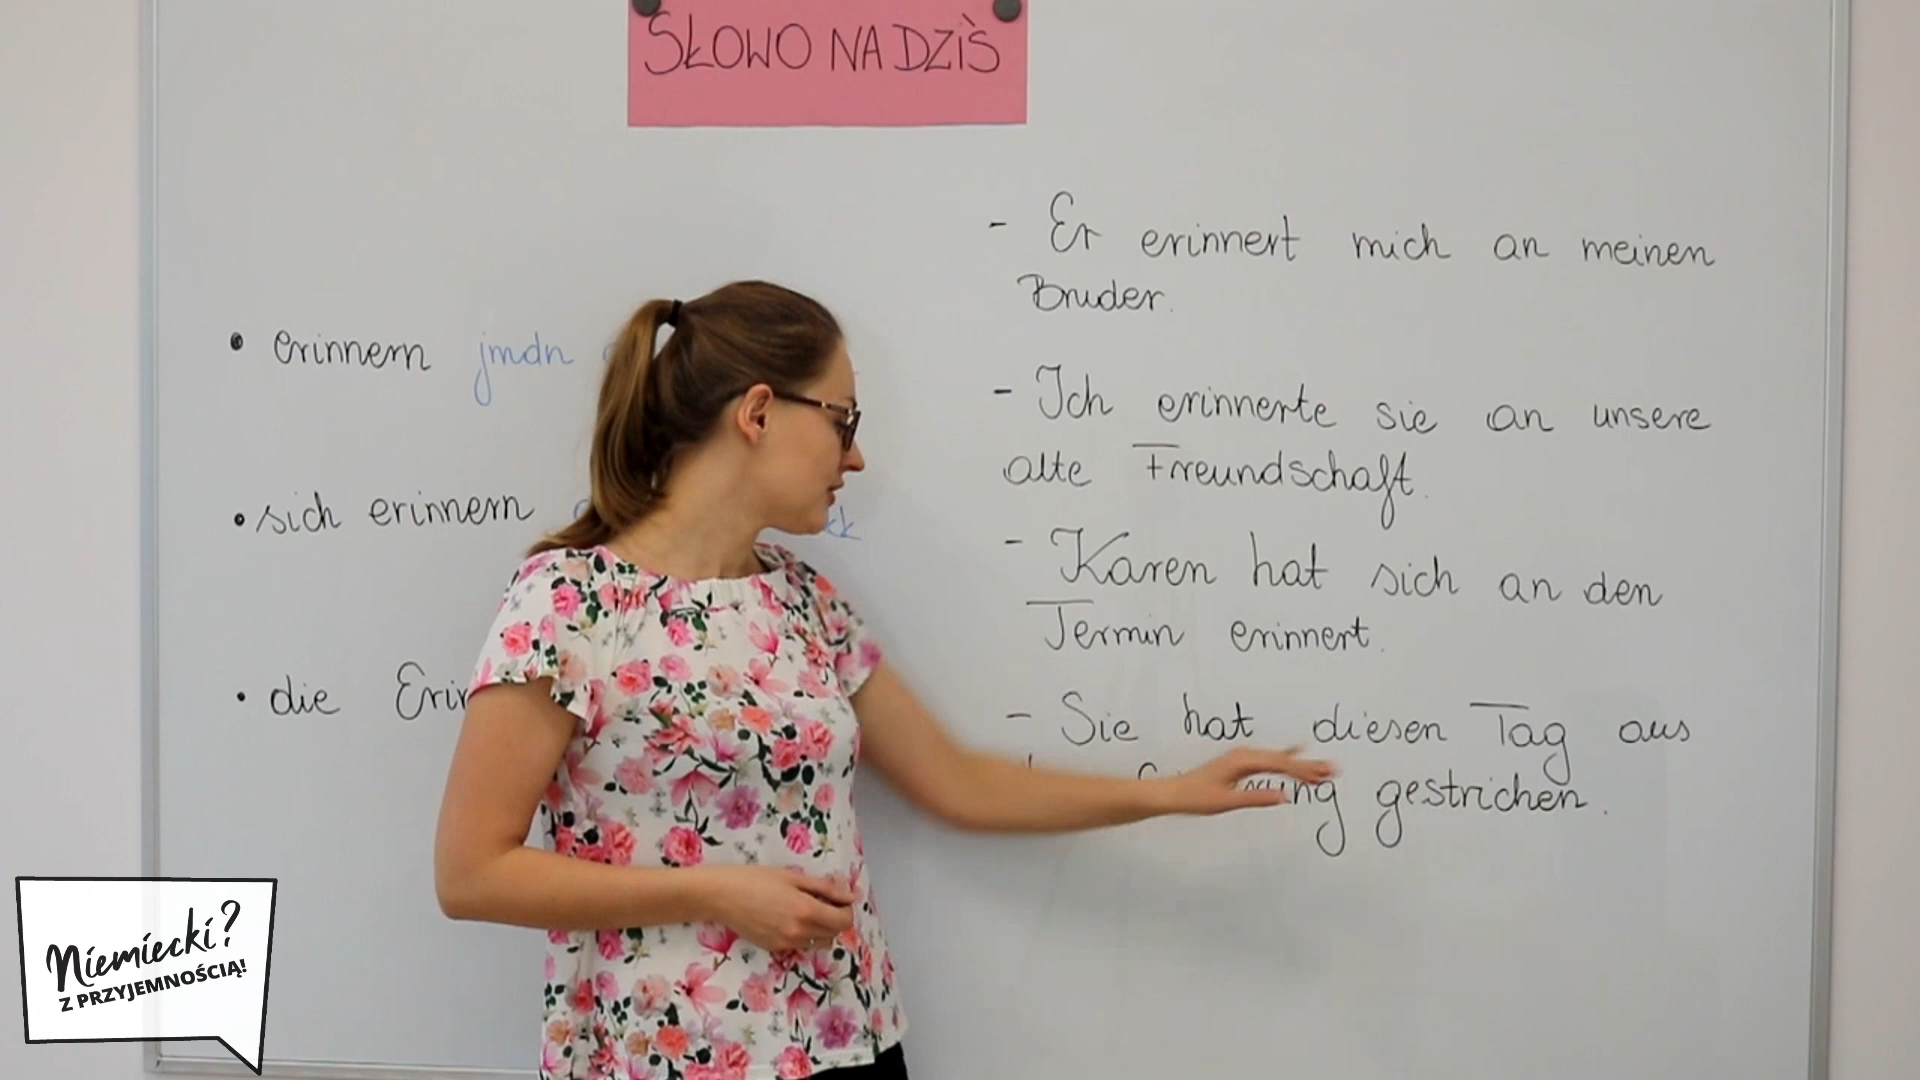 SŁOWO NA DZIŚ
• erinnern jmdn
• sich erinnern
• die
- Er erinnert mich an meinen
Bruder.
- Ich erinnerte sie an unsere
alte Freundschaft.
- Karen hat sich an den
Termin erinnert.
- Sie hat diesen Tag aus
gestrichen.
Niemiecki?
Z PRZYJEMNOŚCIĄ!